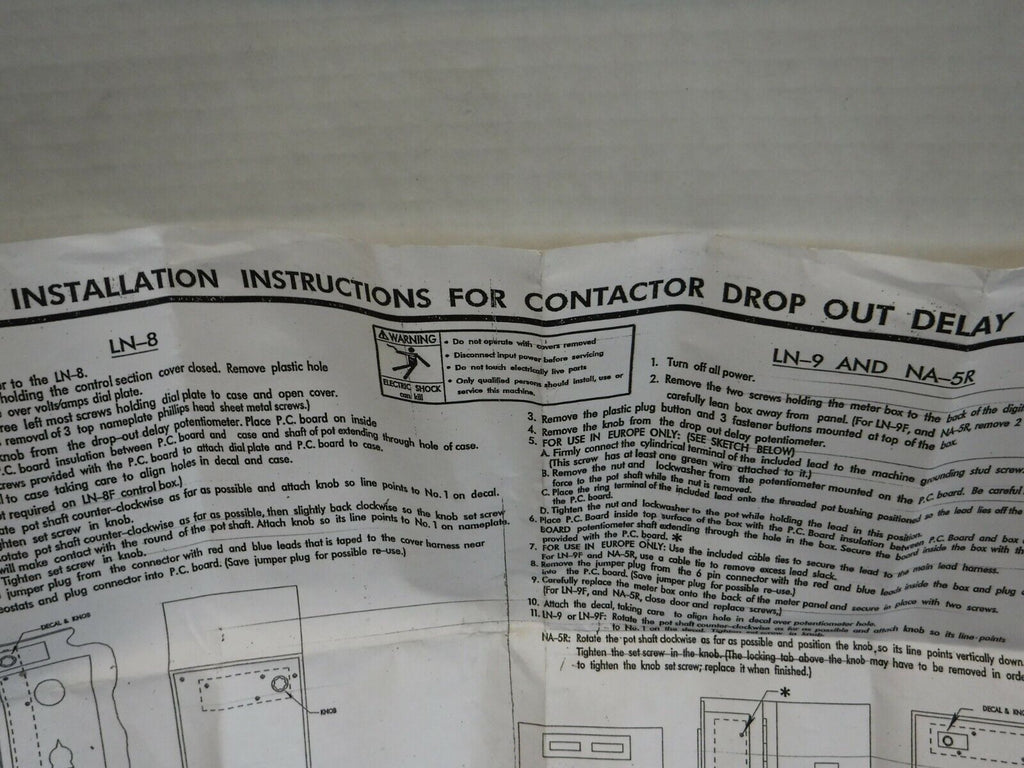 INSTALLATION INSTRUCTIONS FOR CONTACTOR DROP OUT DELAY
LN-8
to the LN-8.
holding the control section cover closed. Remove plastic hole
over volts/amps dial plate.
left most screws holding dial plate to case and open cover.
removal of 3 top nameplate phillips head sheet metal screws.)
knob from the drop-out delay potentiometer. Place P.C. board on inside
P.C. board insulation between P.C. board and case and shaft of pot extending through hole of case.
provided with the P.C. board to attach dial plate and P.C. board to case.
to case taking care to align holes in decal and case.
required on LN-8F control box.)
pot shaft counter-clockwise as far as possible and attach knob so line points to No. 1 on decal.
set screw in knob.
pot shaft counter-clockwise as far as possible, then slightly back clockwise so the knob set screw
will make contact with the round of the pot shaft. Attach knob so its line points to No. 1 on nameplate.
Tighten set screw in knob.
jumper plug from the connector with red and blue leads that is taped to the cover harness near
and plug connector into P.C. board. (Save jumper plug for possible re-use.)
DECAL & KNOB
KNOB
WARNING
ELECTRIC SHOCK
can kill
• Do not operate with covers removed
• Disconnect input power before servicing
• Do not touch electrically live parts
• Only qualified persons should install, use or
service this machine.
LN-9 AND NA-5R
1. Turn off all power.
2. Remove the two screws holding the meter box to the back of the
carefully lean box away from panel. (For LN-9F, and NA-5R, remove 2
3. Remove the plastic plug button and 3 fastener buttons mounted at top of the box.
4. Remove the knob from the drop out delay potentiometer.
5. FOR USE IN EUROPE ONLY: (SEE SKETCH BELOW)
A. Firmly connect the cylindrical terminal of the included lead to the machine grounding stud screw.
(This screw has at least one green wire attached to it.)
B. Remove the nut and lockwasher from the potentiometer mounted on the P.C. board. Be careful
force to the pot shaft while the nut is removed.
C. Place the ring terminal of the included lead onto the threaded pot bushing positioned so the lead lies off the
the P.C. board.
D. Tighten the nut and lockwasher to the pot while holding the lead in this position.
6. Place P.C. Board inside top surface of the box with the P.C. Board insulation between P.C. Board and box
BOARD potentiometer shaft extending through the hole in the box. Secure the board inside the box with the
provided with the P.C. board. *
7. FOR USE IN EUROPE ONLY: Use the included cable ties to secure the lead to the main lead harness.
For LN-9F and NA-5R, use a cable tie to remove excess lead slack.
8. Remove the jumper plug from the 6 pin connector with the red and blue leads inside the box and plug
into the P.C. board. (Save jumper plug for possible re-use.)
9. Carefully replace the meter box onto the back of the meter panel and secure in place with two screws.
(For LN-9F, and NA-5R, close door and replace screws.)
10. Attach the decal, taking care to align hole in decal over potentiometer hole.
11. LN-9 or LN-9F: Rotate the pot shaft counter-clockwise as far as possible and attach knob so its line points
to No. 1 on the decal. Tighten set screw in knob.
NA-5R: Rotate the pot shaft clockwise as far as possible and position the knob, so its line points vertically down.
Tighten the set screw in the knob. (The locking tab above the knob may have to be removed in
to tighten the knob set screw; replace it when finished.)
*
DECAL &